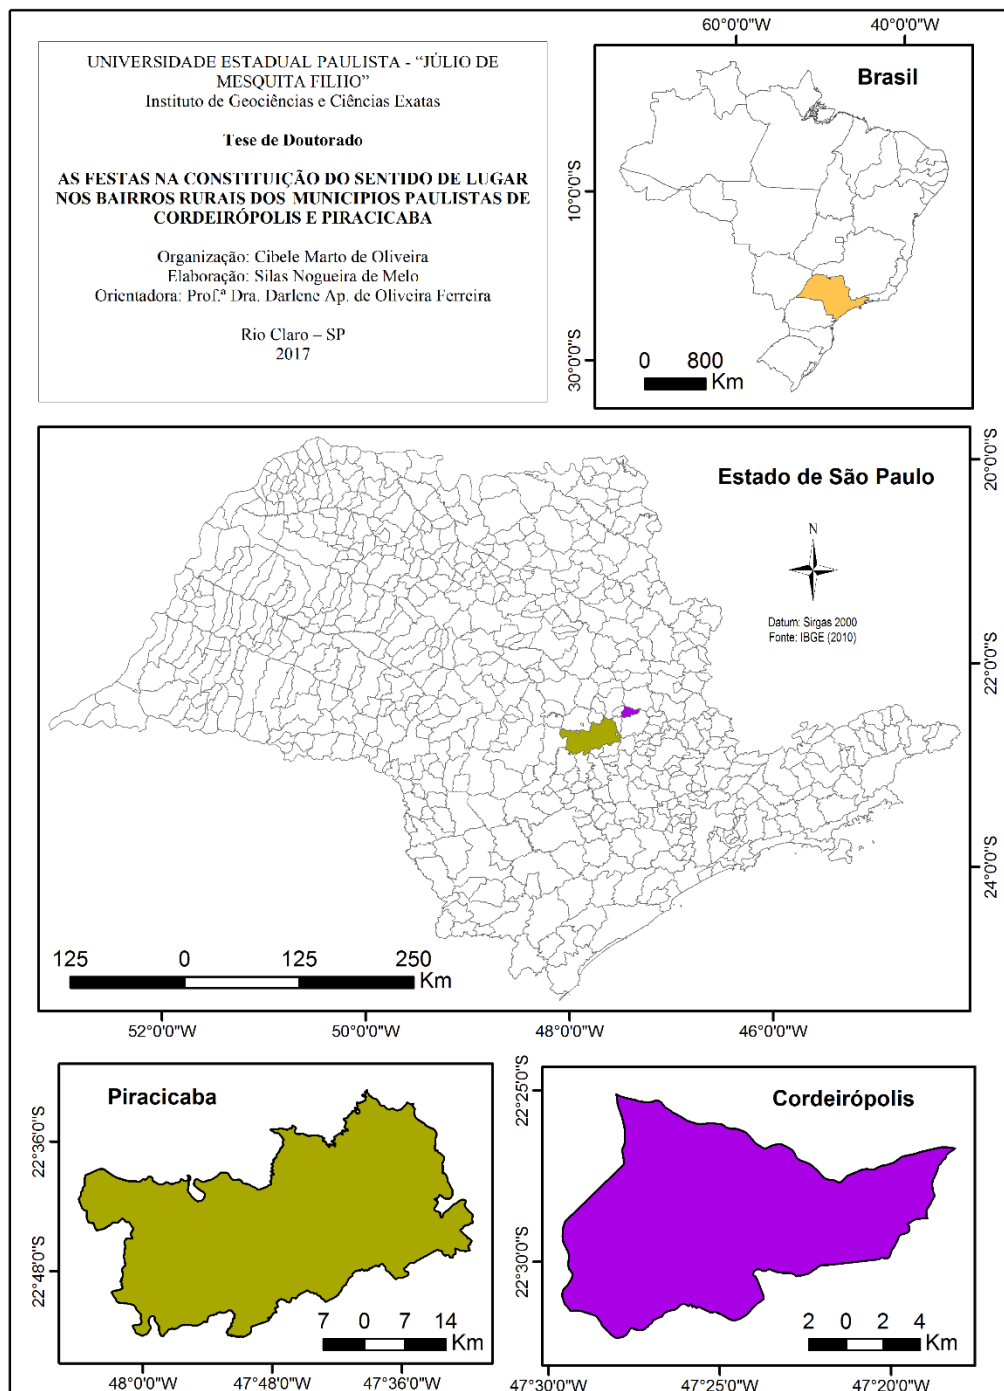 UNIVERSIDADE ESTADUAL PAULISTA - “JÚLIO DE
MESQUITA FILHO”
Instituto de Geociências e Ciências Exatas
Tese de Doutorado
AS FESTAS NA CONSTITUIÇÃO DO SENTIDO DE LUGAR
NOS BAIRROS RURAIS DOS MUNICIPIOS PAULISTAS DE
CORDEIRÓPOLIS E PIRACICABA
Organização: Cibele Marto de Oliveira
Elaboração: Silas Nogueira de Melo
Orientadora: Prof.ª Dra. Darlene Ap. de Oliveira Ferreira
Rio Claro – SP
2017
60°0'0"W 40°0'0"W
Brasil
10°0'0"S
30°0'0"S
0 800
Km
Estado de São Paulo
N
Datum: Sirgas 2000
Fonte: IBGE (2010)
20°0'0"S
22°0'0"S
24°0'0"S
125 0 125 250
Km
52°0'0"W 50°0'0"W 48°0'0"W 46°0'0"W
Piracicaba
22°36'0"S
22°48'0"S
7 0 7 14
Km
48°0'0"W 47°48'0"W 47°36'0"W
Cordeirópolis
22°25'0"S
22°30'0"S
2 0 2 4
Km
47°30'0"W 47°25'0"W 47°20'0"W